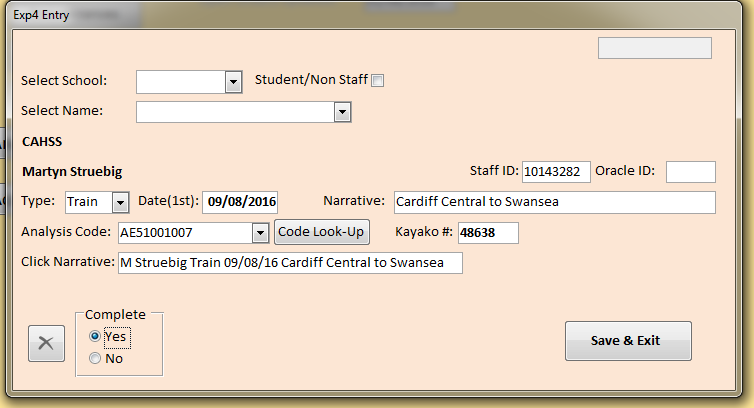 Exp4 Entry
Select School: Student/Non Staff
Select Name:
CAHSS
Martyn Struebig Staff ID: 10143282 Oracle ID:
Type: Train Date(1st): 09/08/2016 Narrative: Cardiff Central to Swansea
Analysis Code: AE51001007 Code Look-Up Kayako #: 48638
Click Narrative: M Struebig Train 09/08/16 Cardiff Central to Swansea
Complete
Yes
No
Save & Exit